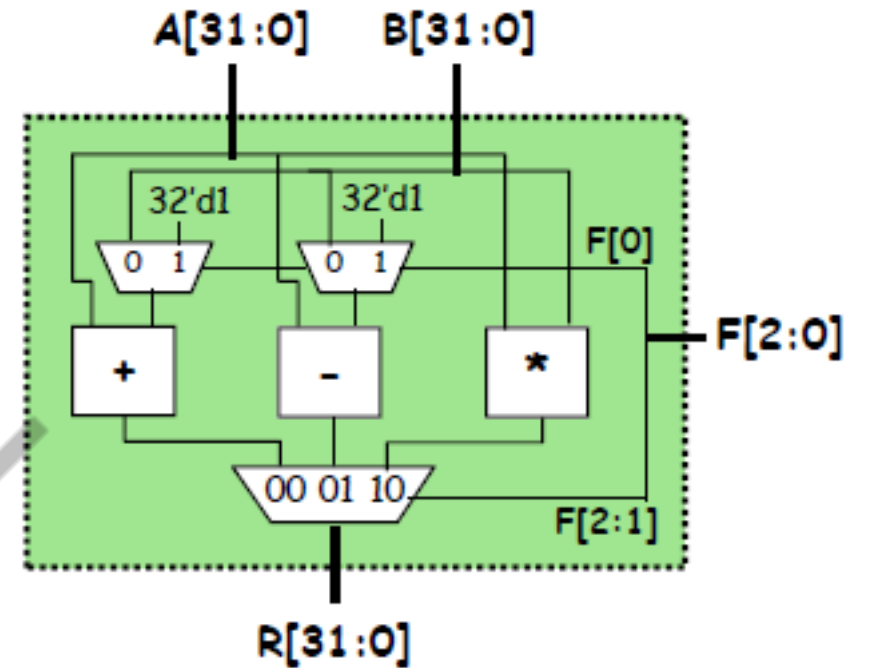 A[31:0] B[31:0]
32'd1 32'd1
F[0]
0 1 0 1
F[2:0]
+ - *
00 01 10
F[2:1]
R[31:0]